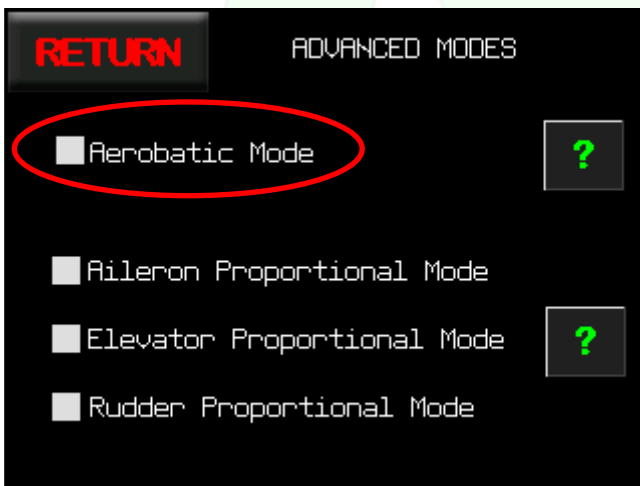 RETURN
ADVANCED MODES
Aerobatic Mode
?
Aileron Proportional Mode
Elevator Proportional Mode
?
Rudder Proportional Mode